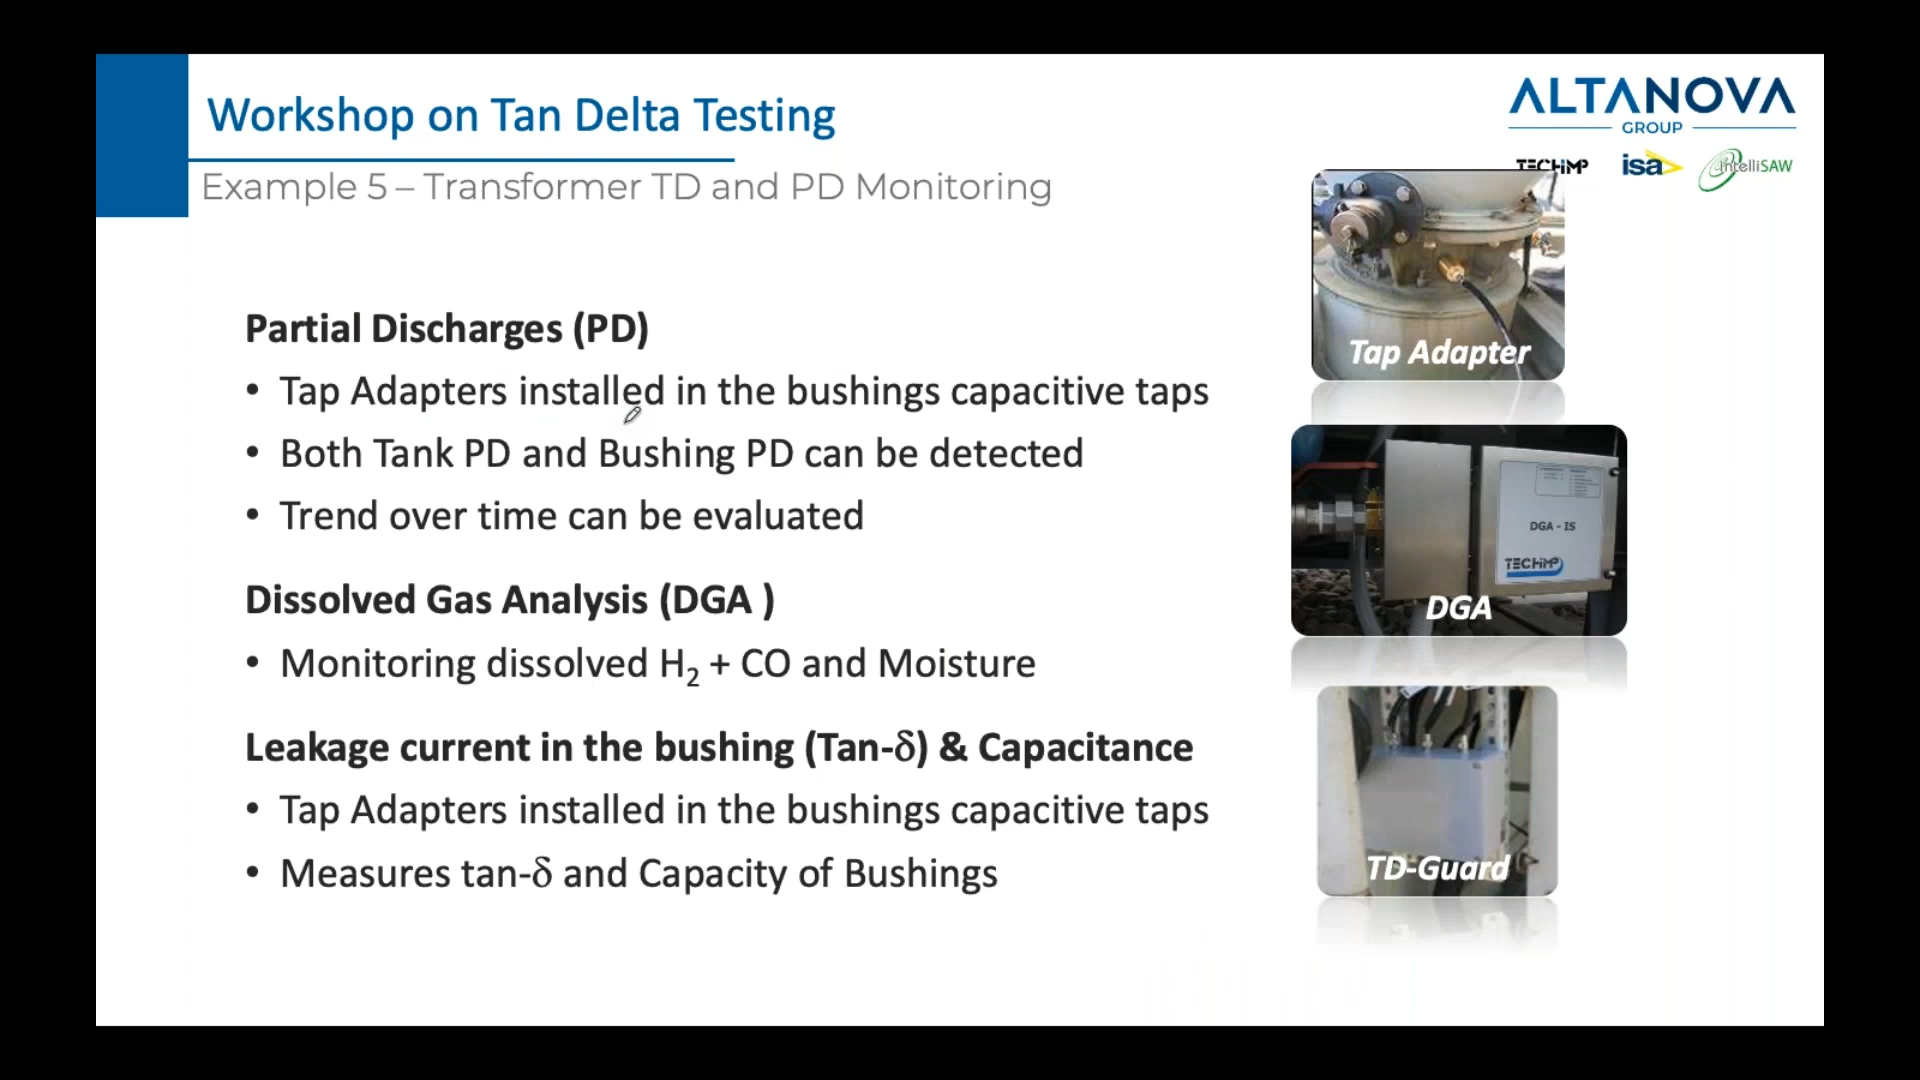 Workshop on Tan Delta Testing
Example 5 – Transformer TD and PD Monitoring
ALTANOVA
GROUP
TECHIMP
isa
intelliSAW
Partial Discharges (PD)
• Tap Adapters installed in the bushings capacitive taps
• Both Tank PD and Bushing PD can be detected
• Trend over time can be evaluated
Dissolved Gas Analysis (DGA )
• Monitoring dissolved H₂ + CO and Moisture
Leakage current in the bushing (Tan-δ) & Capacitance
• Tap Adapters installed in the bushings capacitive taps
• Measures tan-δ and Capacity of Bushings
Tap Adapter
DGA - IS
TECHIMP
DGA
TD-Guard